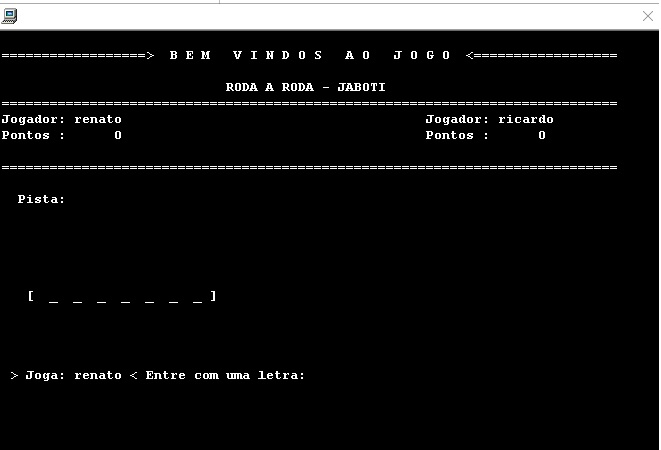 ==================> B E M   V I N D O S   A O   J O G O <==================
RODA A RODA - JABOTI
=============================================================================
Jogador: renato                                      Jogador: ricardo
Pontos :      0                                      Pontos :      0
=============================================================================
Pista:
[  _  _  _  _  _  _  _ ]
> Joga: renato < Entre com uma letra: